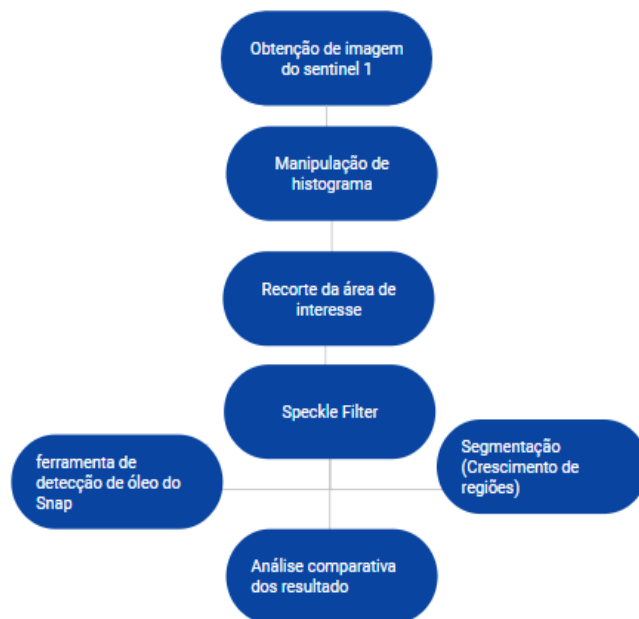 Obtenção de imagem
do sentinel 1
Manipulação de
histograma
Recorte da área de
interesse
Speckle Filter
ferramenta de
detecção de óleo do
Snap
Segmentação
(Crescimento de
regiões)
Análise comparativa
dos resultado